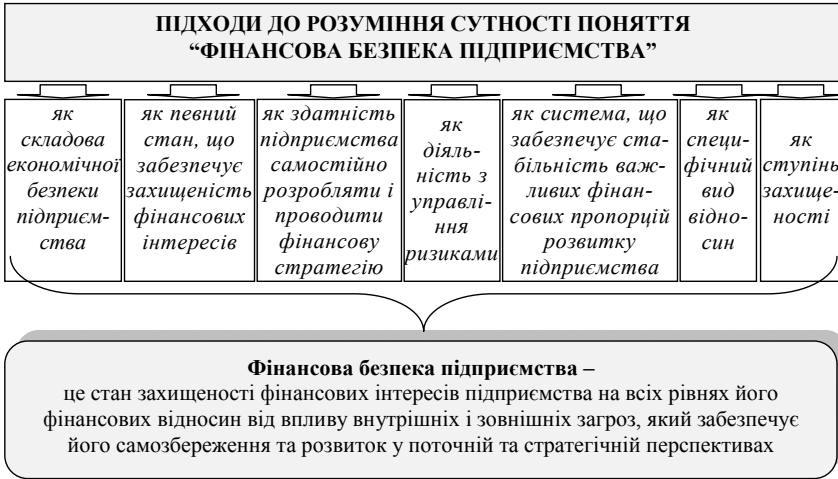 ПІДХОДИ ДО РОЗУМІННЯ СУТНОСТІ ПОНЯТТЯ
“ФІНАНСОВА БЕЗПЕКА ПІДПРИЄМСТВА”
як
складова
економічної
безпеки
підприєм-
ства
як певний
стан, що
забезпечує
захищеність
фінансових
інтересів
як здатність
підприємства
самостійно
розробляти і
проводити
фінансову
стратегію
як
діяль-
ність з
управлі-
ння
ризиками
як система, що
забезпечує ста-
більність важ-
ливих фінан-
сових пропорцій
розвитку
підприємства
як
специ-
фічний
вид
відно-
син
як
ступінь
захище-
ності
Фінансова безпека підприємства –
це стан захищеності фінансових інтересів підприємства на всіх рівнях його
фінансових відносин від впливу внутрішніх і зовнішніх загроз, який забезпечує
його самозбереження та розвиток у поточній та стратегічній перспективах